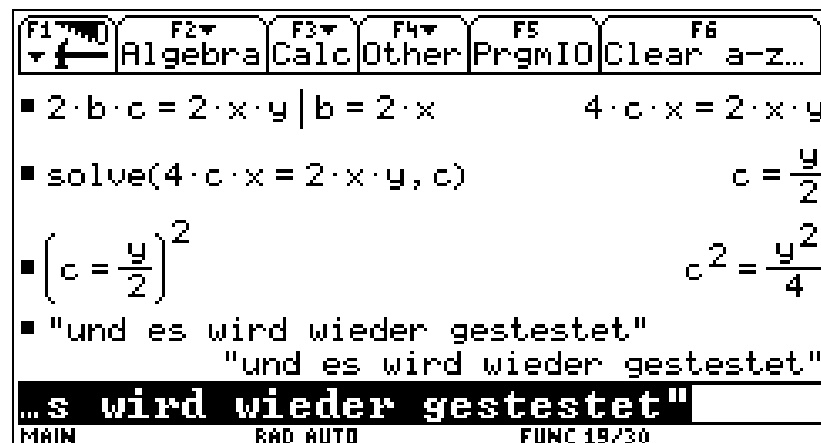 F1 F2 Algebra F3 Calc F4 Other F5 PrgmIO F6 Clear a-z…
▪ 2·b·c = 2·x·y | b = 2·x 4·c·x = 2·x·y
▪ solve(4·c·x = 2·x·y, c) c = y/2
▪ (c = y/2)² c² = y²/4
▪ "und es wird wieder gestestet"
"und es wird wieder gestestet"
…s wird wieder gestestet"
MAIN RAD AUTO FUNC 19/30